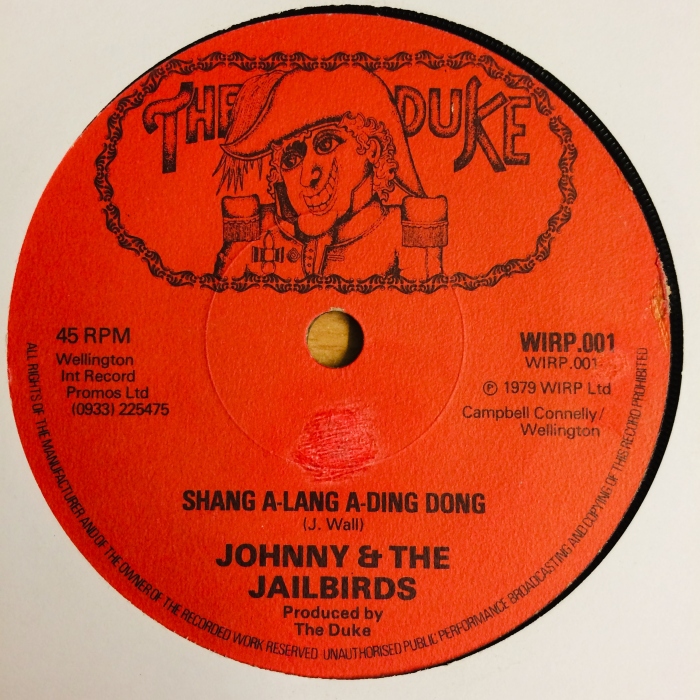 THE DUKE
45 RPM
Wellington
Int Record
Promos Ltd
(0933) 225475
WIRP.001
WIRP.001
℗ 1979 WIRP Ltd
Campbell Connelly/
Wellington
SHANG A-LANG A-DING DONG
(J. Wall)
JOHNNY & THE
JAILBIRDS
Produced by
The Duke
ALL RIGHTS OF THE MANUFACTURER AND OF THE OWNER OF THE RECORDED WORK RESERVED UNAUTHORISED PUBLIC PERFORMANCE BROADCASTING AND COPYING OF THIS RECORD PROHIBITED